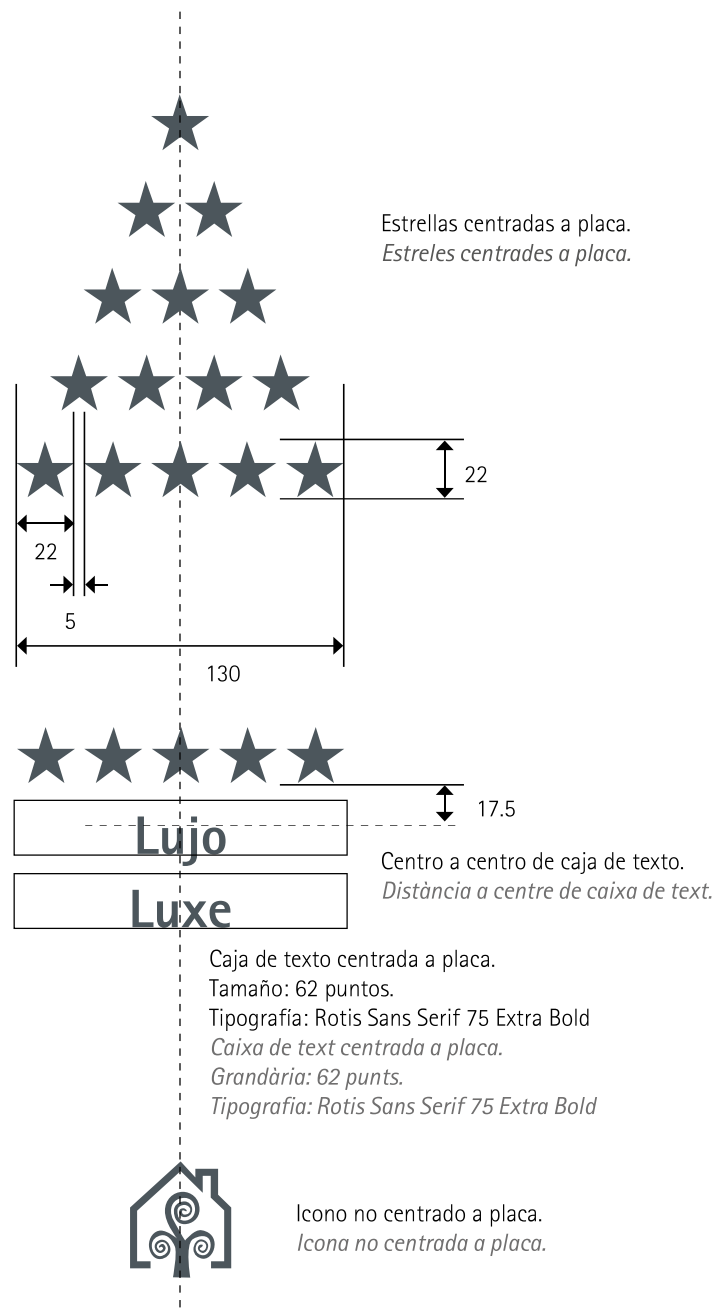 Estrellas centradas a placa.
Estreles centrades a placa.
22
22
5
130
17.5
Lujo
Centro a centro de caja de texto.
Distància a centre de caixa de text.
Luxe
Caja de texto centrada a placa.
Tamaño: 62 puntos.
Tipografía: Rotis Sans Serif 75 Extra Bold
Caixa de text centrada a placa.
Grandària: 62 punts.
Tipografia: Rotis Sans Serif 75 Extra Bold
Icono no centrado a placa.
Icona no centrada a placa.